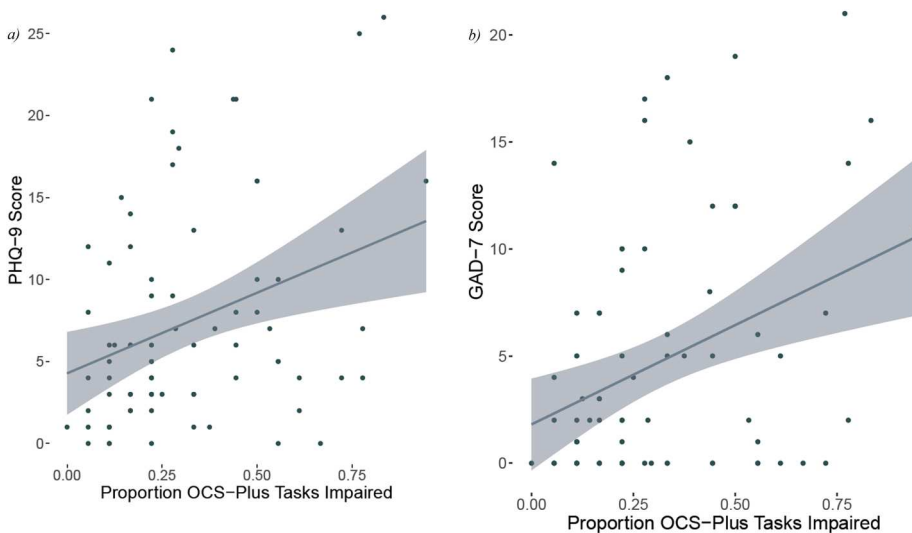 a)
25-
20-
15-
10-
5-
0-
PHQ-9 Score
0.00 0.25 0.50 0.75
Proportion OCS-Plus Tasks Impaired
b)
20-
15-
10-
5-
0-
GAD-7 Score
0.00 0.25 0.50 0.75
Proportion OCS-Plus Tasks Impaired